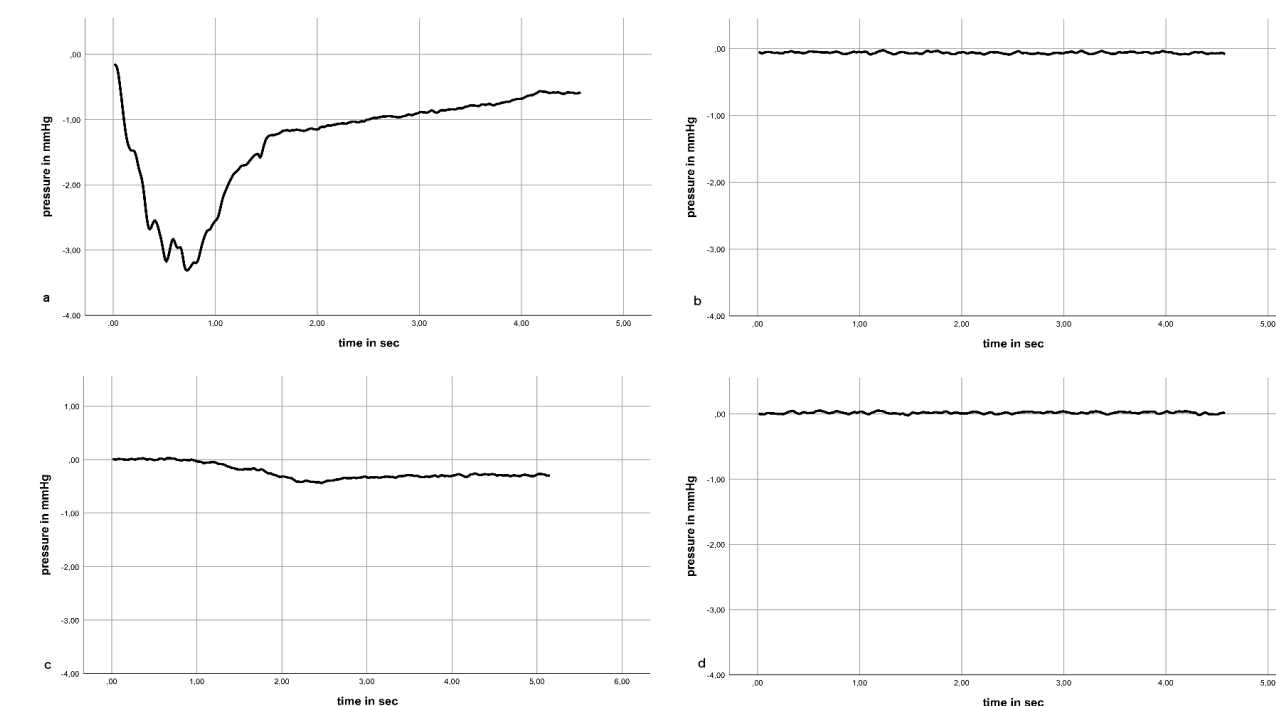 ,00
-1,00
-2,00
-3,00
-4,00
pressure in mmHg
a
,00 1,00 2,00 3,00 4,00 5,00
time in sec
,00
-1,00
-2,00
-3,00
-4,00
pressure in mmHg
b
,00 1,00 2,00 3,00 4,00 5,00
time in sec
1,00
,00
-1,00
-2,00
-3,00
-4,00
pressure in mmHg
c
,00 1,00 2,00 3,00 4,00 5,00 6,00
time in sec
,00
-1,00
-2,00
-3,00
-4,00
pressure in mmHg
d
,00 1,00 2,00 3,00 4,00 5,00
time in sec